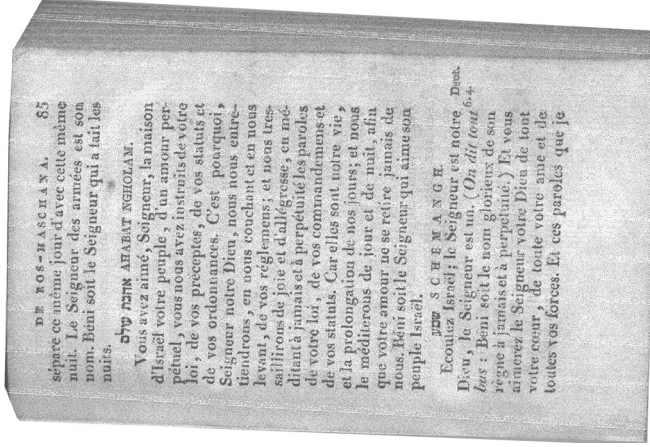 DE ROS-HASCHANA. 85
sépare ce même jour d'avec cette même
nuit. Le Seigneur des armées est son
nom. Béni soit le Seigneur qui a fait les
nuits.
אהבת עולם AHABAT NGHOLAM.
Vous avez aimé, Seigneur, la maison
d'Israël votre peuple, d'un amour per-
pétuel, vous nous avez instruits de votre
loi, de vos préceptes, de vos statuts et
de vos ordonnances. C'est pourquoi,
Seigneur notre Dieu, nous nous entre-
tiendrons, en nous couchant et en nous
levant, de vos réglemens; et nous tres-
saillirons de joie et d'allégresse, en mé-
ditant à jamais et à perpétuité les paroles
de votre loi, de vos commandemens et
de vos statuts. Car elles sont notre vie,
et la prolongation de nos jours; et nous
le méditerons de jour et de nuit, afin
que votre amour ne se retire jamais de
nous. Béni soit le Seigneur qui aime son
peuple Israël.
שמע SCHEMANGH.
Ecoutez Israël; le Seigneur est notre Deut.
Dieu, le Seigneur est un. (On dit tout 6.4.
bas : Béni soit le nom glorieux de son
règne à jamais et à perpétuité.) Et vous
aimerez le Seigneur votre Dieu de tout
votre cœur, de toute votre ame et de
toutes vos forces. Et ces paroles que je